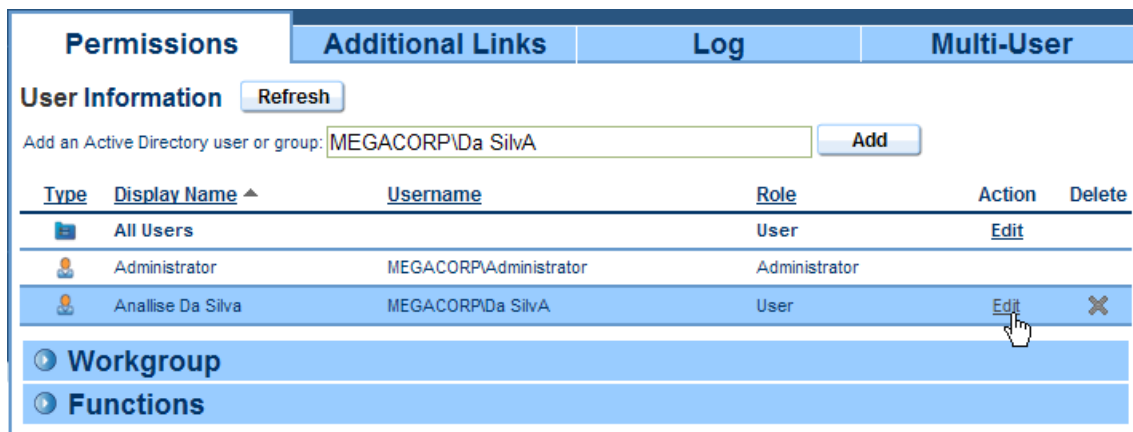 Permissions Additional Links Log Multi-User
User Information Refresh
Add an Active Directory user or group: MEGACORP\Da SilvA Add
Type Display Name Username Role Action Delete
All Users User Edit
Administrator MEGACORP\Administrator Administrator
Anallise Da Silva MEGACORP\Da SilvA User Edit
Workgroup
Functions